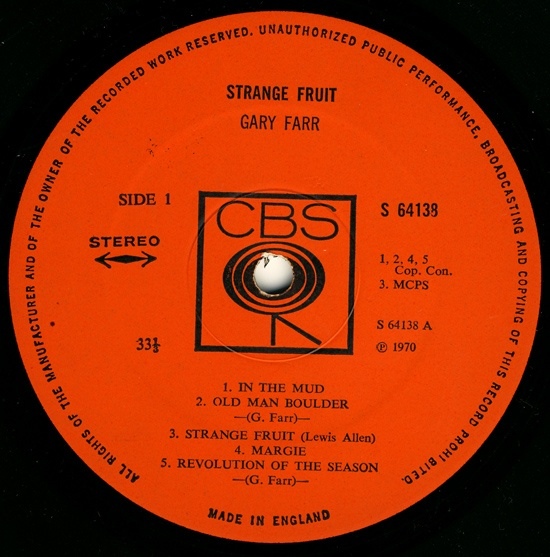 ALL RIGHTS OF THE MANUFACTURER AND OF THE OWNER OF THE RECORDED WORK RESERVED. UNAUTHORIZED PUBLIC PERFORMANCE, BROADCASTING AND COPYING OF THIS RECORD PROHIBITED.
STRANGE FRUIT
GARY FARR
SIDE 1
CBS
S 64138
STEREO
1, 2, 4, 5
Cop. Con.
3. MCPS
S 64138 A
33⅓
℗ 1970
1. IN THE MUD
2. OLD MAN BOULDER
—(G. Farr)—
3. STRANGE FRUIT (Lewis Allen)
4. MARGIE
5. REVOLUTION OF THE SEASON
—(G. Farr)—
MADE IN ENGLAND